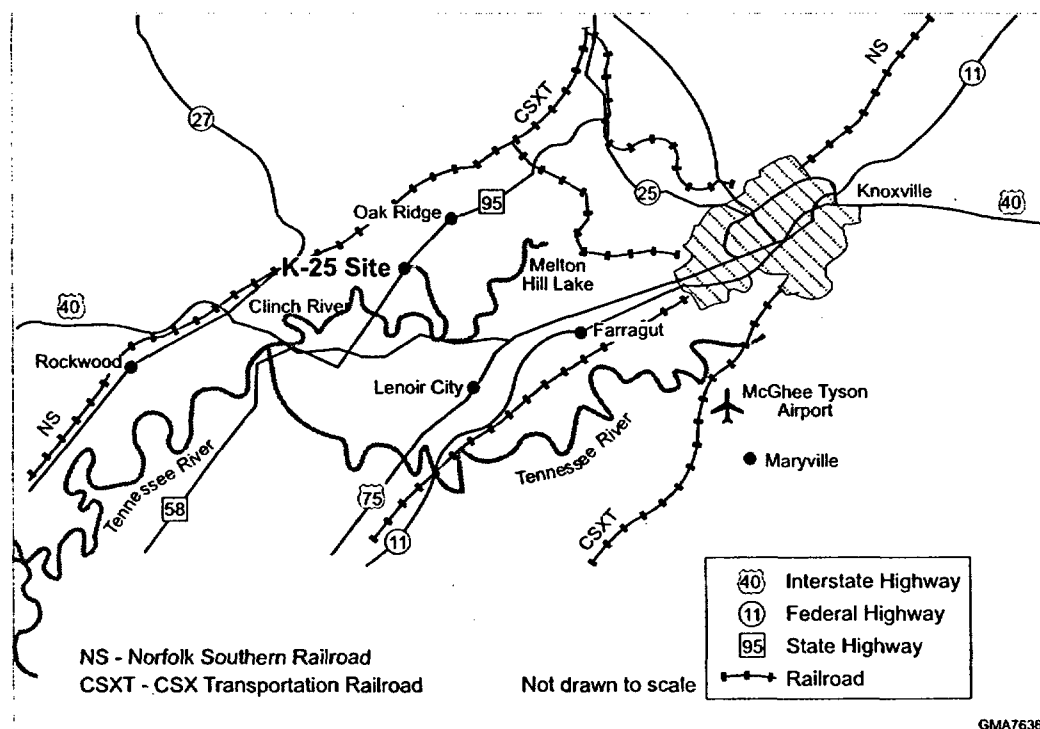 NS
11
CSXT
27
Knoxville
40
95
Oak Ridge
25
K-25 Site
Melton
Hill Lake
Clinch River
40
Farragut
Rockwood
Lenoir City
McGhee Tyson
Airport
NS
Tennessee River
Tennessee River
Maryville
75
58
11
CSXT
40 Interstate Highway
11 Federal Highway
95 State Highway
Railroad
NS - Norfolk Southern Railroad
CSXT - CSX Transportation Railroad
Not drawn to scale
GMA7638